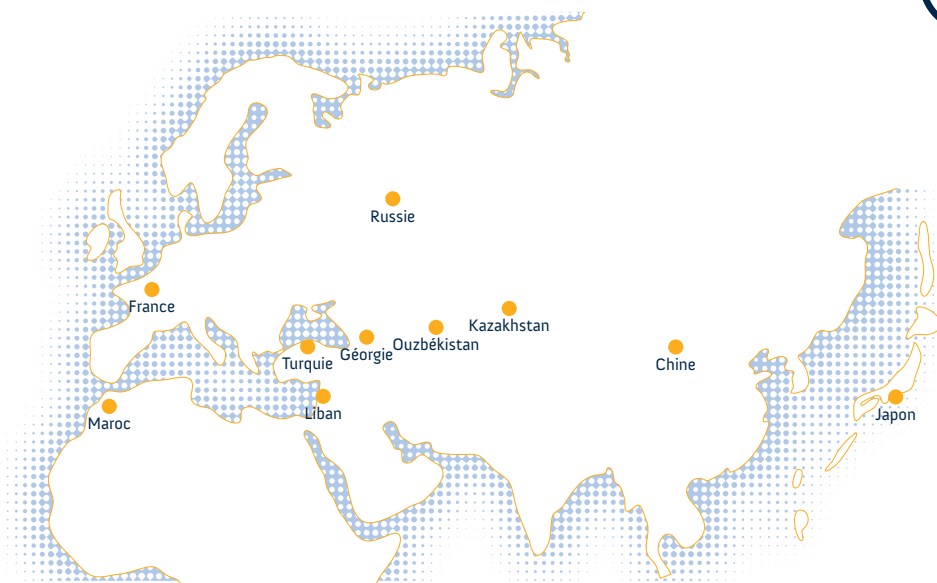 Russie
France
Kazakhstan
Ouzbékistan
Géorgie
Turquie
Chine
Liban
Japon
Maroc